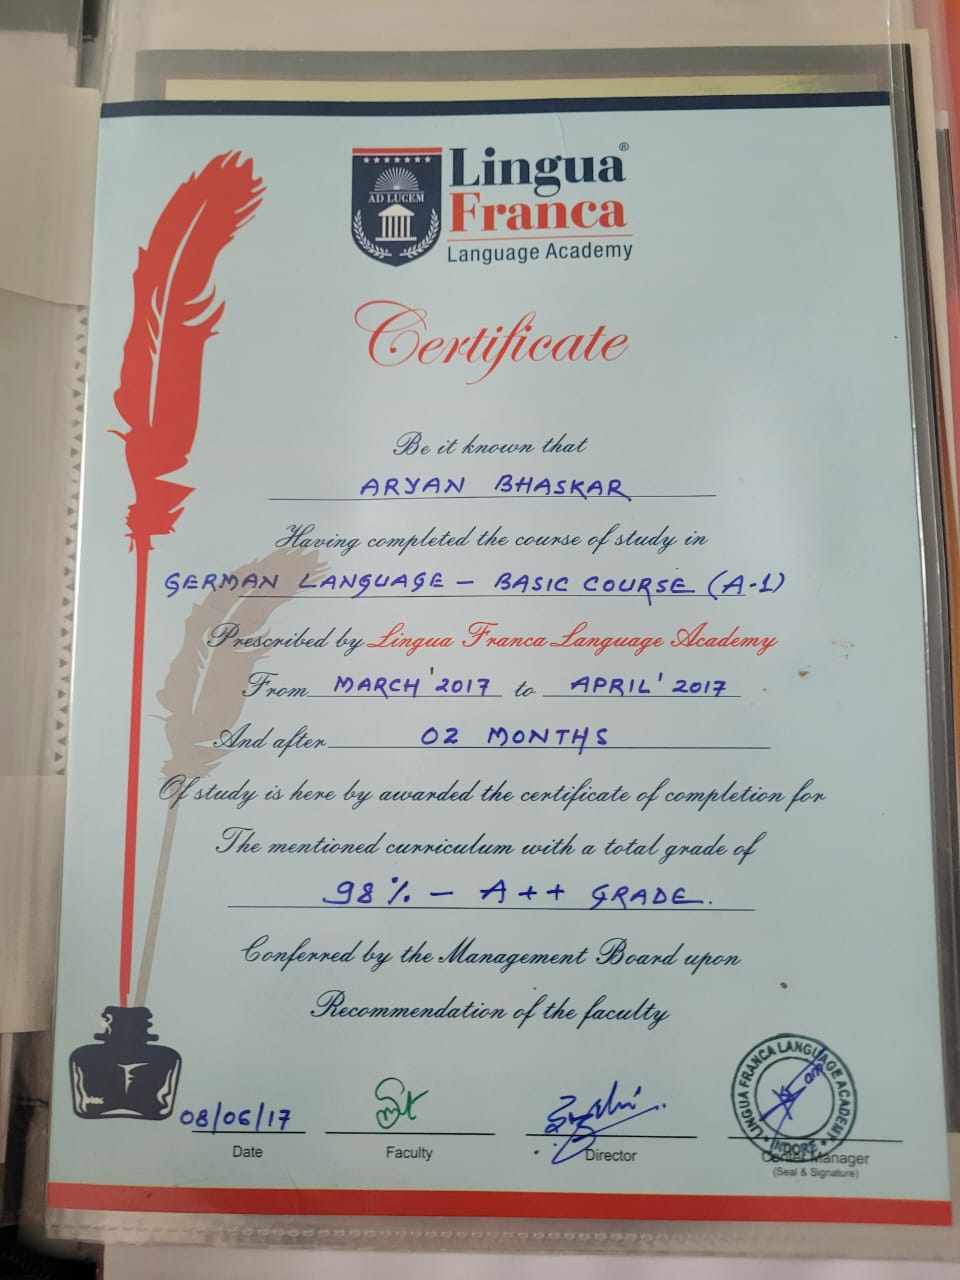 Lingua®
Franca
Language Academy
AD LUCEM
Certificate
Be it known that
ARYAN BHASKAR
Having completed the course of study in
GERMAN LANGUAGE - BASIC COURSE (A-1)
Prescribed by Lingua Franca Language Academy
From MARCH'2017 to APRIL'2017
And after 02 MONTHS
Of study is here by awarded the certificate of completion for
The mentioned curriculum with a total grade of
98% - A++ GRADE.
Conferred by the Management Board upon
Recommendation of the faculty
08/06/17
Date Faculty Director Center Manager
(Seal & Signature)
LINGUA FRANCA LANGUAGE ACADEMY
INDORE